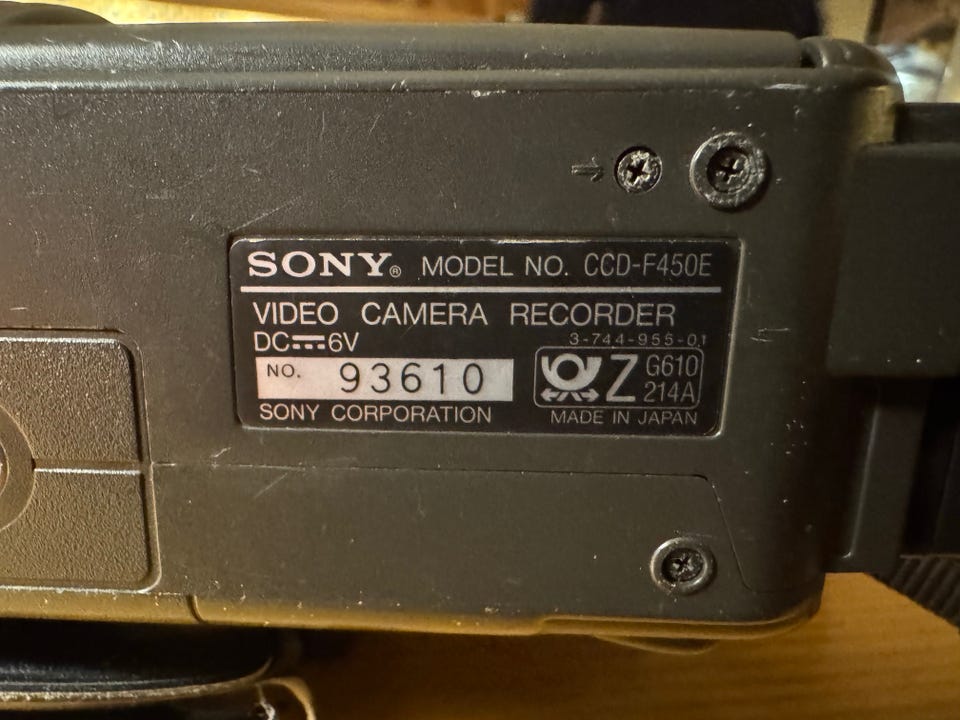 SONY® MODEL NO. CCD-F450E
VIDEO CAMERA RECORDER
DC 6V
3-744-955-01
NO. 93610
Z G610
214A
SONY CORPORATION
MADE IN JAPAN